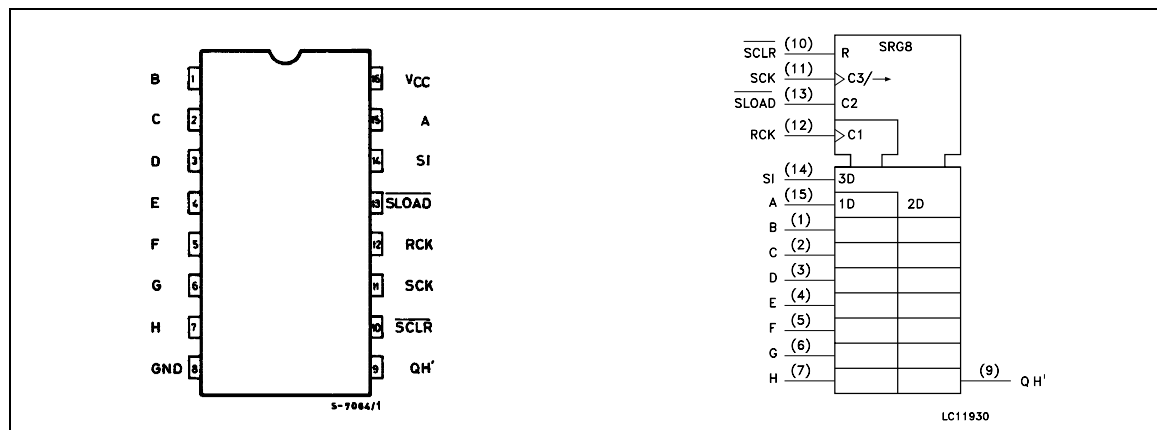 B 1 16 VCC
C 2 15 A
D 3 14 SI
E 4 13 SLOAD
F 5 12 RCK
G 6 11 SCK
H 7 10 SCLR
GND 8 9 QH'
S-7064/1
SCLR (10) R SRG8
SCK (11) C3/→
SLOAD (13) C2
RCK (12) C1
SI (14) 3D
A (15) 1D 2D
B (1)
C (2)
D (3)
E (4)
F (5)
G (6)
H (7) (9) QH'
LC11930